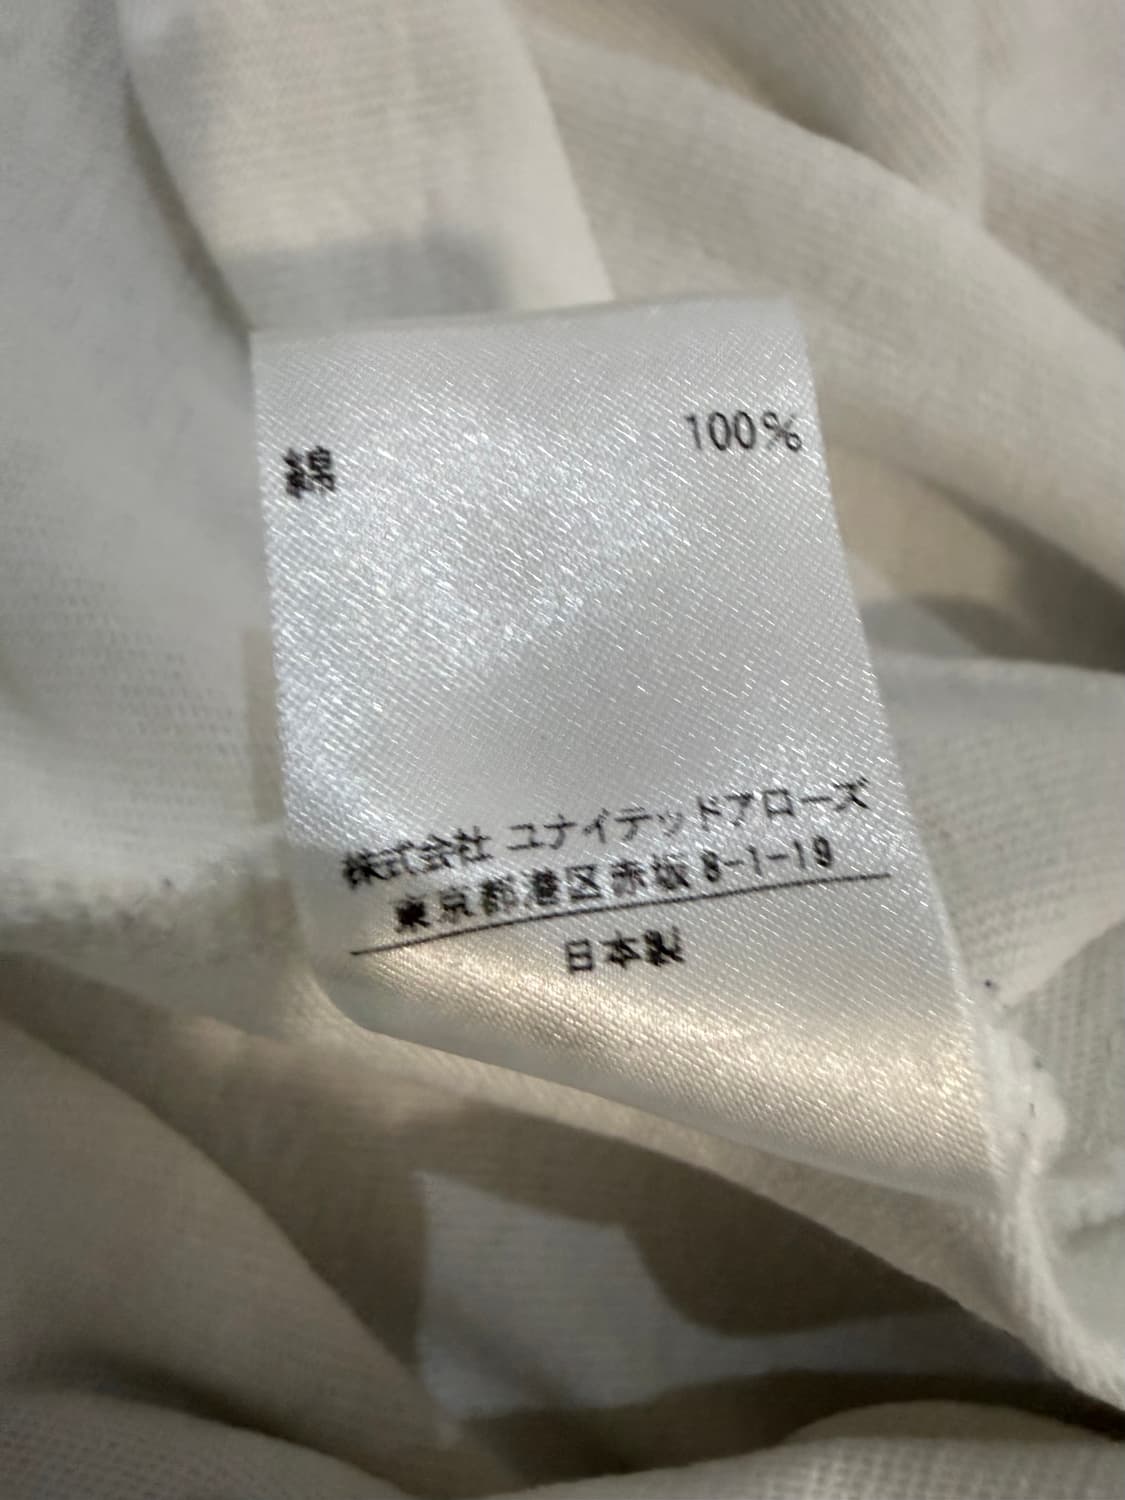 綿 100%
株式会社 ユナイテッドアローズ
東京都港区赤坂8-1-19
日本製